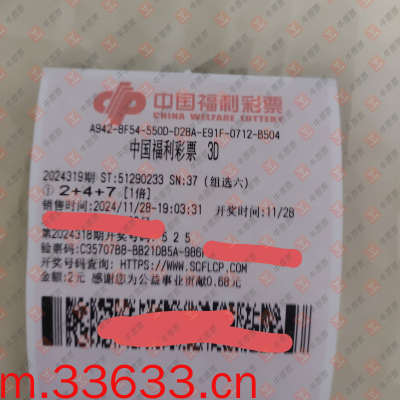 中国福利彩票
CHINA WELFARE LOTTERY
A942-BF54-550D-D2BA-E91F-0712-B504
中国福利彩票 3D
2024319期 ST:51290233 SN:37 (组选六)
① 2+4+7 [1倍]
销售时间:2024/11/28-19:03:31 开奖时间:11/28
第2024318期开奖号码: 5 2 5
验票码:C35707B8-BB21DB5A-986
开奖号码查询: HTTPS://WWW.SGFLCP.COM
金额:2元 感谢您为公益事业贡献0.68元
m.33633.cn